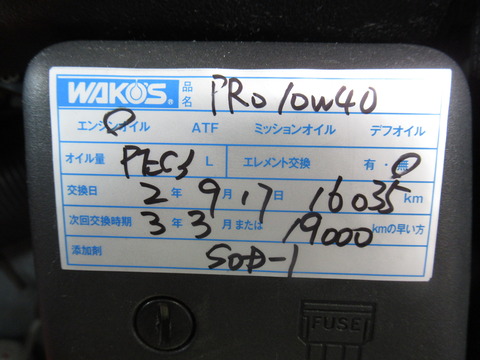 WAKO'S® 品名 PRO 10W40
エンジンオイル ATF ミッションオイル デフオイル
オイル量 L エレメント交換 有・無
交換日 2年 9月 17日 16035 km
次回交換時期 3年 3月 または 19000 kmの早い方
添加剤 SOD-1
FUSE